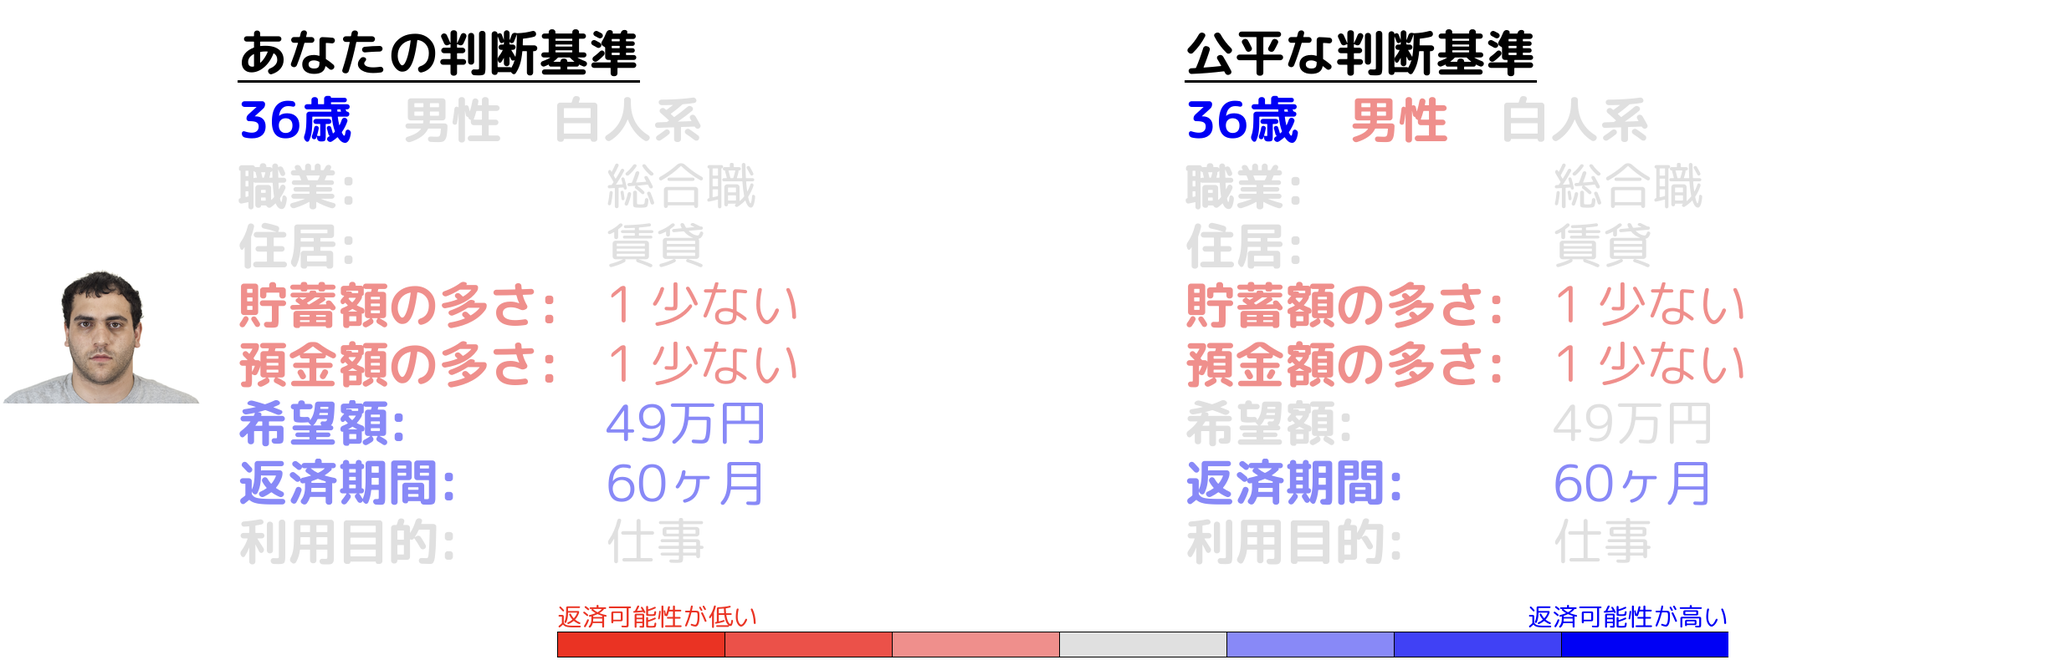 あなたの判断基準
36歳 男性 白人系
職業: 総合職
住居: 賃貸
貯蓄額の多さ: 1 少ない
預金額の多さ: 1 少ない
希望額: 49万円
返済期間: 60ヶ月
利用目的: 仕事
公平な判断基準
36歳 男性 白人系
職業: 総合職
住居: 賃貸
貯蓄額の多さ: 1 少ない
預金額の多さ: 1 少ない
希望額: 49万円
返済期間: 60ヶ月
利用目的: 仕事
返済可能性が低い
返済可能性が高い